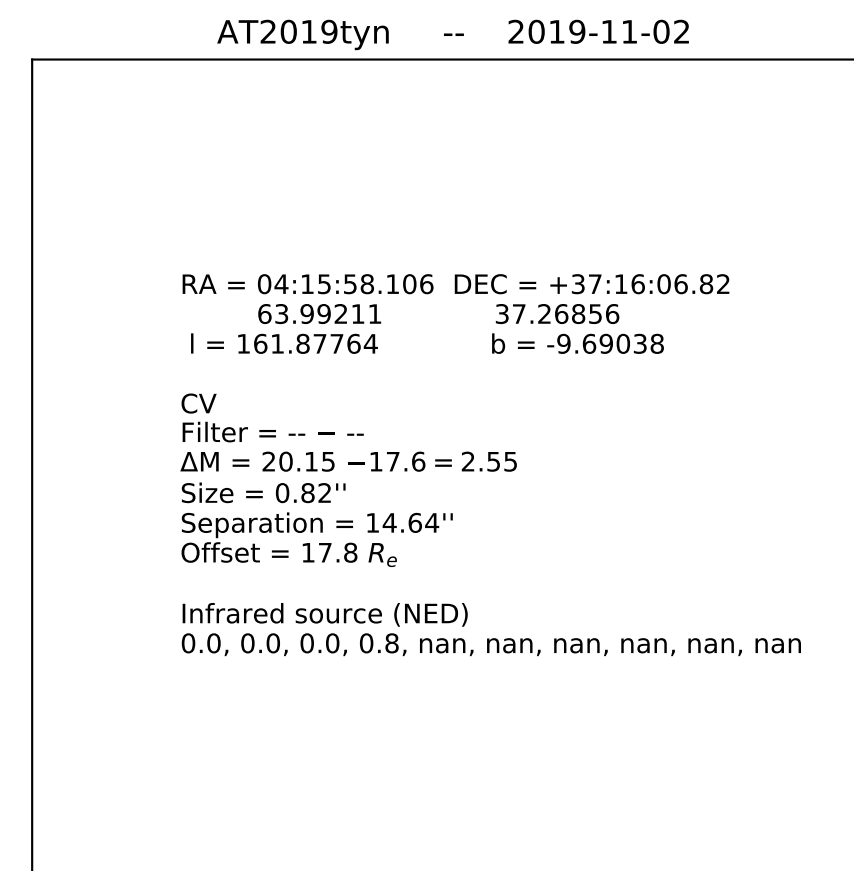 AT2019tyn -- 2019-11-02
RA = 04:15:58.106 DEC = +37:16:06.82
63.99211 37.26856
l = 161.87764 b = -9.69038
CV
Filter = -- − --
ΔM = 20.15 −17.6 = 2.55
Size = 0.82''
Separation = 14.64''
Offset = 17.8 Rₑ
Infrared source (NED)
0.0, 0.0, 0.0, 0.8, nan, nan, nan, nan, nan, nan